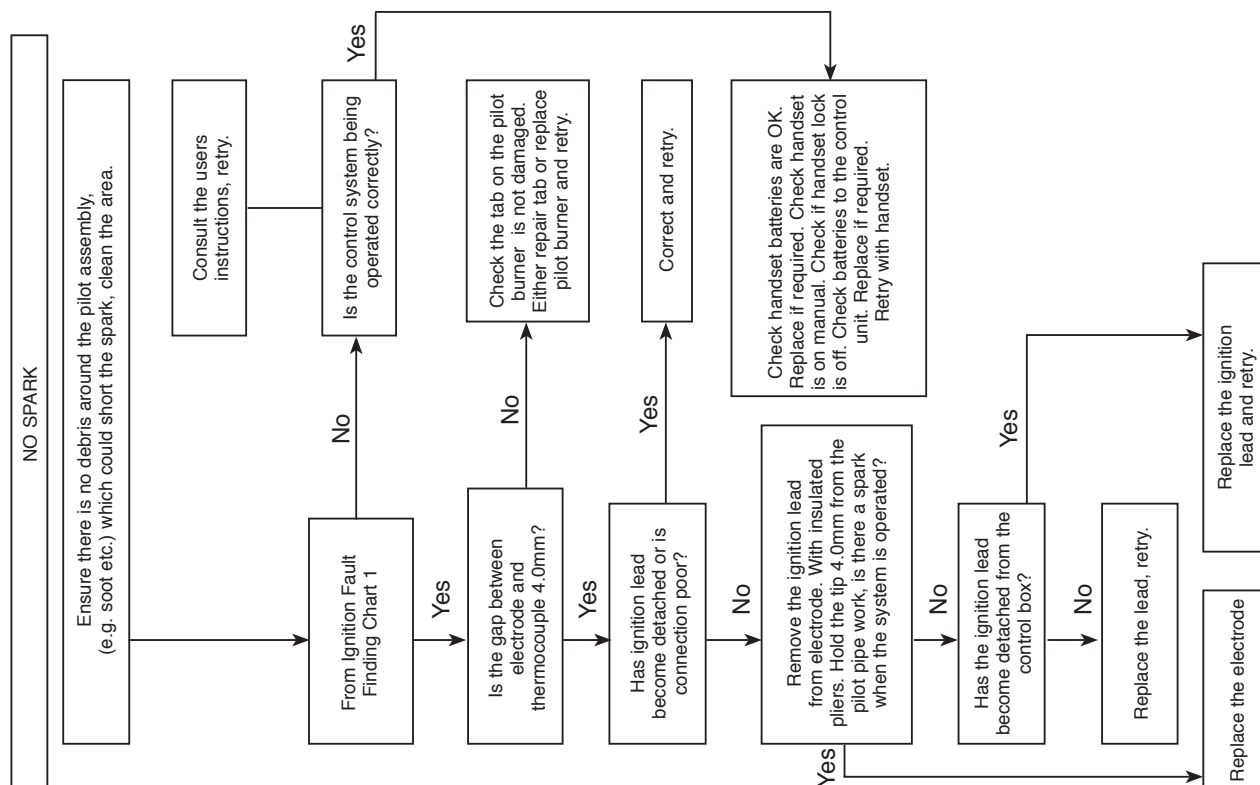 NO SPARK
Ensure there is no debris around the pilot assembly,
(e.g. soot etc.) which could short the spark, clean the area.
Consult the users
instructions, retry.
From Ignition Fault
Finding Chart 1
No
Is the control system being
operated correctly?
Yes
Yes
Is the gap between
electrode and
thermocouple 4.0mm?
No
Check the tab on the pilot
burner is not damaged.
Either repair tab or replace
pilot burner and retry.
Yes
Has ignition lead
become detached or is
connection poor?
Yes
Correct and retry.
No
Remove the ignition lead
from electrode. With insulated
pliers. Hold the tip 4.0mm from the
pilot pipe work, is there a spark
when the system is operated?
Check handset batteries are OK.
Replace if required. Check handset
is on manual. Check if handset lock
is off. Check batteries to the control
unit. Replace if required.
Retry with handset.
Yes
No
Has the ignition lead
become detached from the
control box?
Yes
No
Replace the lead, retry.
Replace the electrode
Replace the ignition
lead and retry.